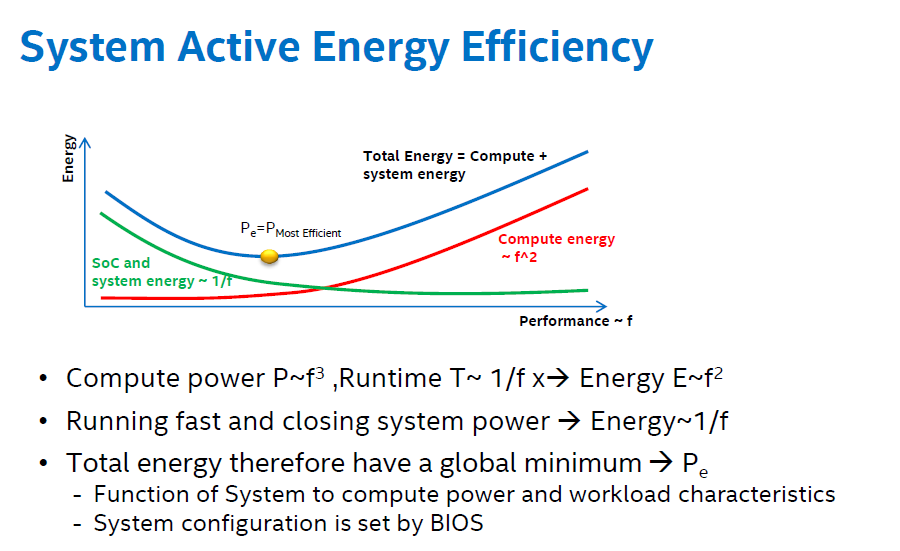 System Active Energy Efficiency
Energy
Total Energy = Compute +
system energy
Pe=PMost Efficient
Compute energy
~ f^2
SoC and
system energy ~ 1/f
Performance ~ f
• Compute power P~f³ ,Runtime T~ 1/f x→ Energy E~f²
• Running fast and closing system power → Energy~1/f
• Total energy therefore have a global minimum → Pe
- Function of System to compute power and workload characteristics
- System configuration is set by BIOS